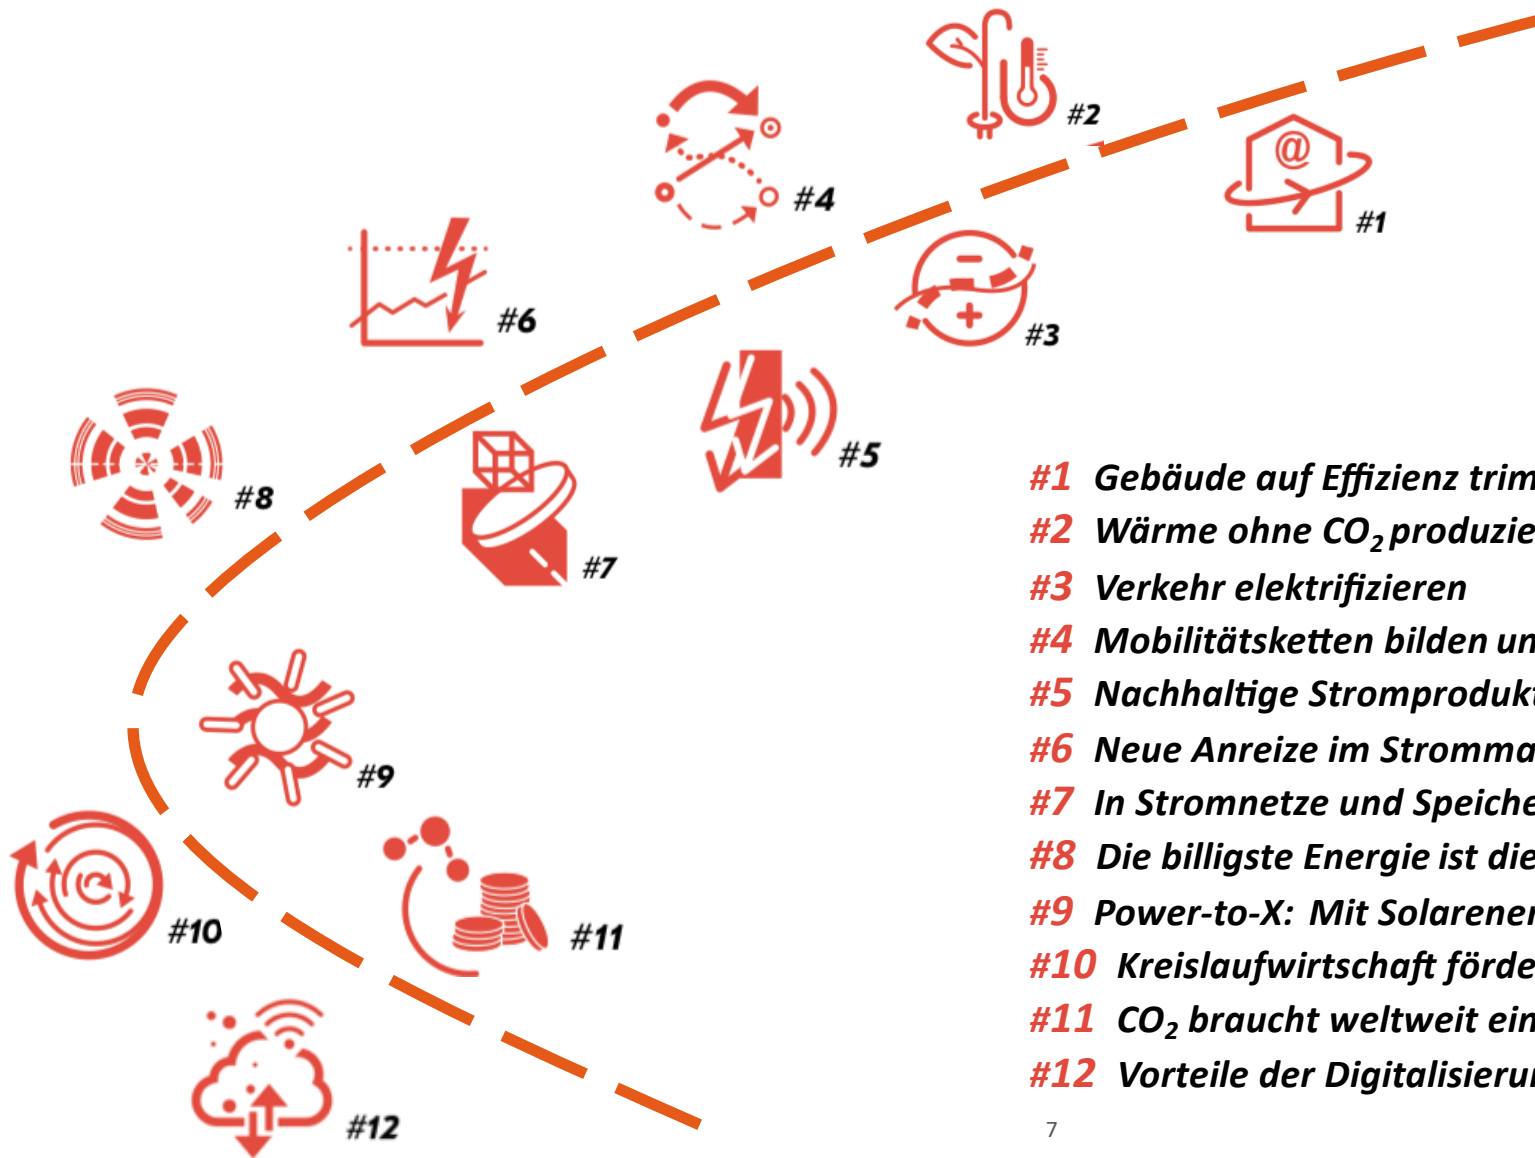 #2
#4
#1
#6
#3
#5
#8
#7
#9
#10
#11
#12
#1 Gebäude auf Effizienz trim
#2 Wärme ohne CO₂ produzie
#3 Verkehr elektrifizieren
#4 Mobilitätsketten bilden un
#5 Nachhaltige Stromprodukt
#6 Neue Anreize im Stromma
#7 In Stromnetze und Speiche
#8 Die billigste Energie ist die
#9 Power-to-X: Mit Solarener
#10 Kreislaufwirtschaft förde
#11 CO₂ braucht weltweit ein
#12 Vorteile der Digitalisierun
7
@